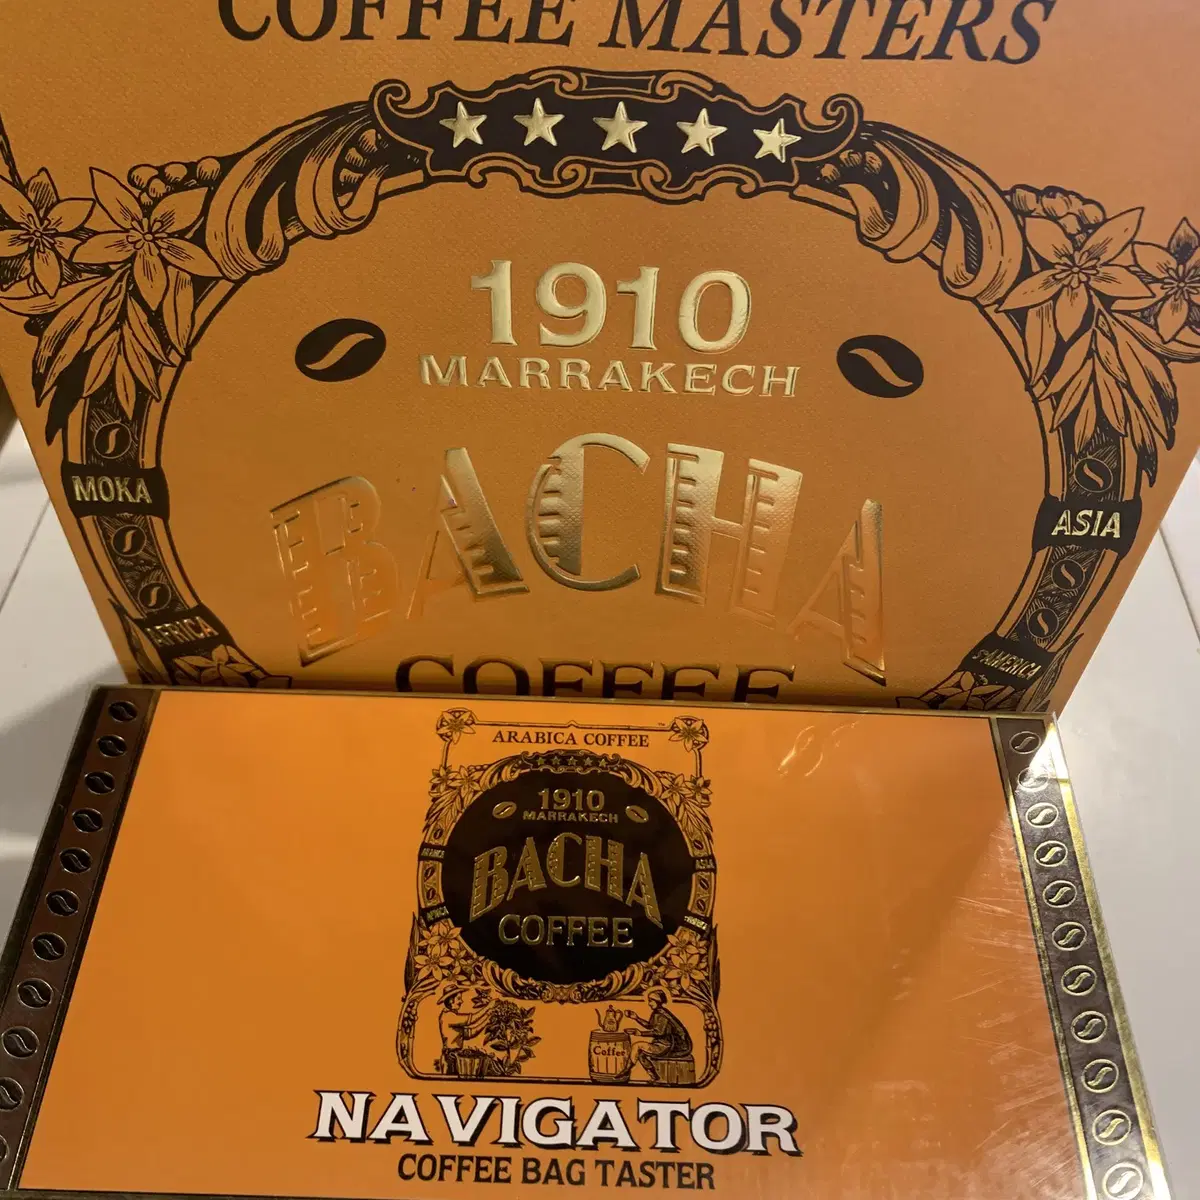 COFFEE MASTERS
1910
MARRAKECH
MOKA
ASIA
BACHA
AFRICA
S.AMERICA
COFFEE
ARABICA COFFEE
1910
MARRAKECH
BACHA
COFFEE
Coffee
NAVIGATOR
COFFEE BAG TASTER